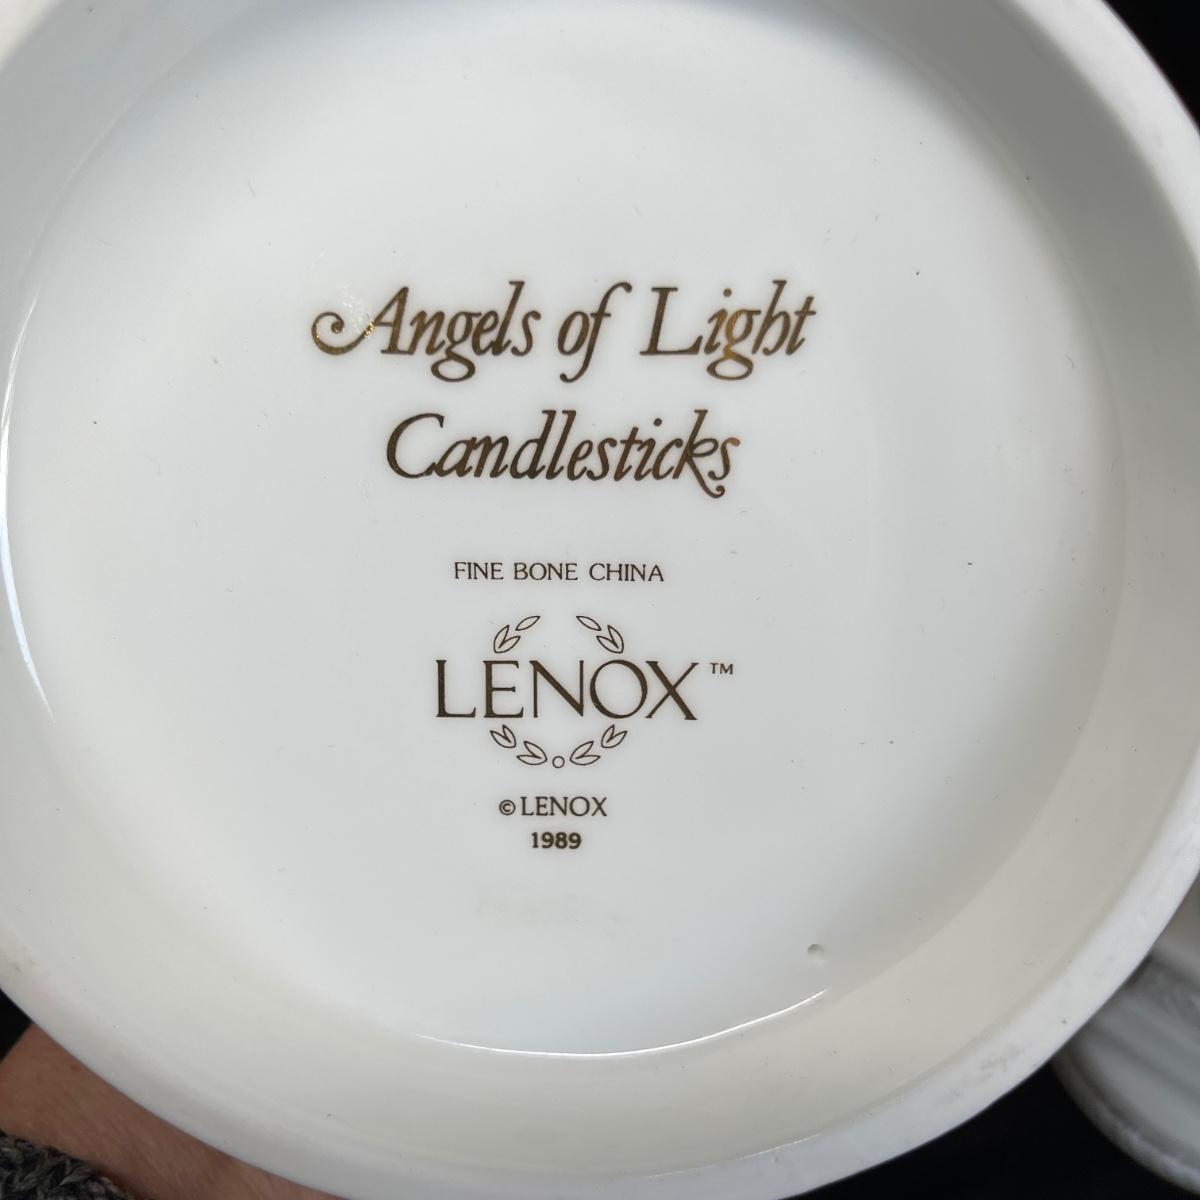 Angels of Light
Candlesticks
FINE BONE CHINA
LENOX™
© LENOX
1989